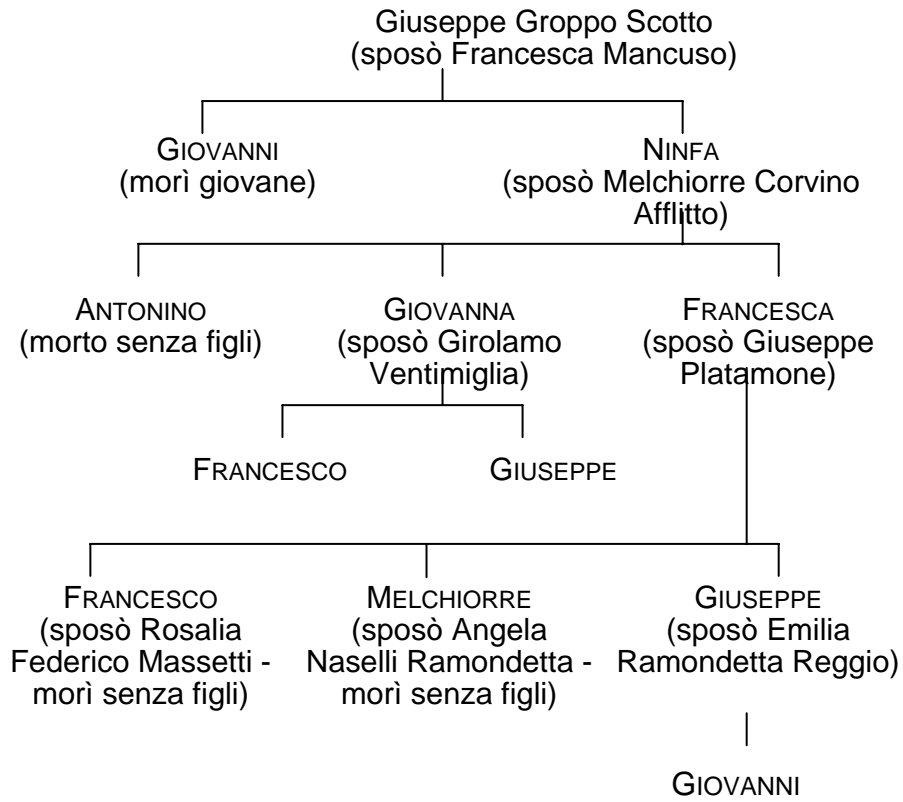 Giuseppe Groppo Scotto
(sposò Francesca Mancuso)
GIOVANNI
(morì giovane)
NINFA
(sposò Melchiorre Corvino
Afflitto)
ANTONINO
(morto senza figli)
GIOVANNA
(sposò Girolamo
Ventimiglia)
FRANCESCA
(sposò Giuseppe
Platamone)
FRANCESCO
GIUSEPPE
FRANCESCO
(sposò Rosalia
Federico Massetti -
morì senza figli)
MELCHIORRE
(sposò Angela
Naselli Ramondetta -
morì senza figli)
GIUSEPPE
(sposò Emilia
Ramondetta Reggio)
GIOVANNI